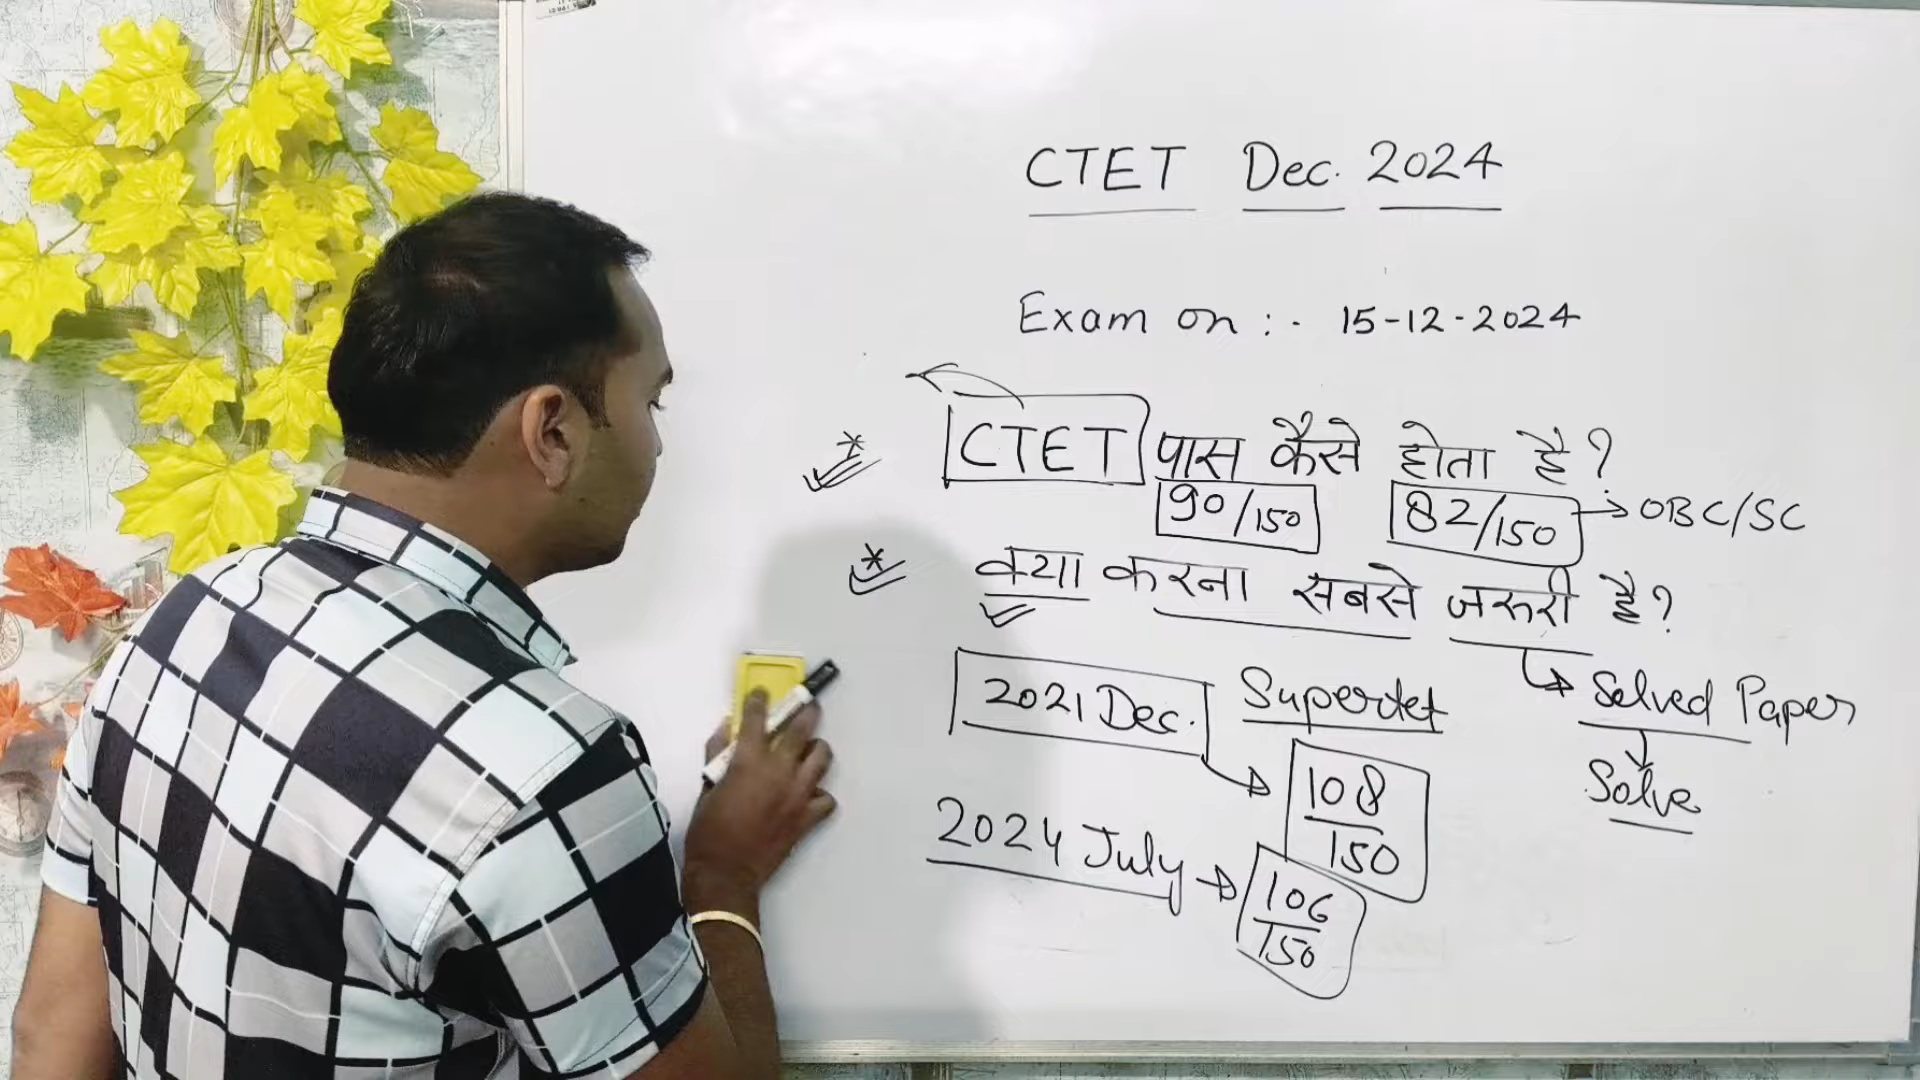 CTET Dec. 2024
Exam on :- 15-12-2024
* CTET पास कैसे होता है?
90/150 82/150 → OBC/SC
* क्या करना सबसे जरुरी है?
2021 Dec. Supertet → Solved Paper
108/150 Solve
2024 July → 106/150